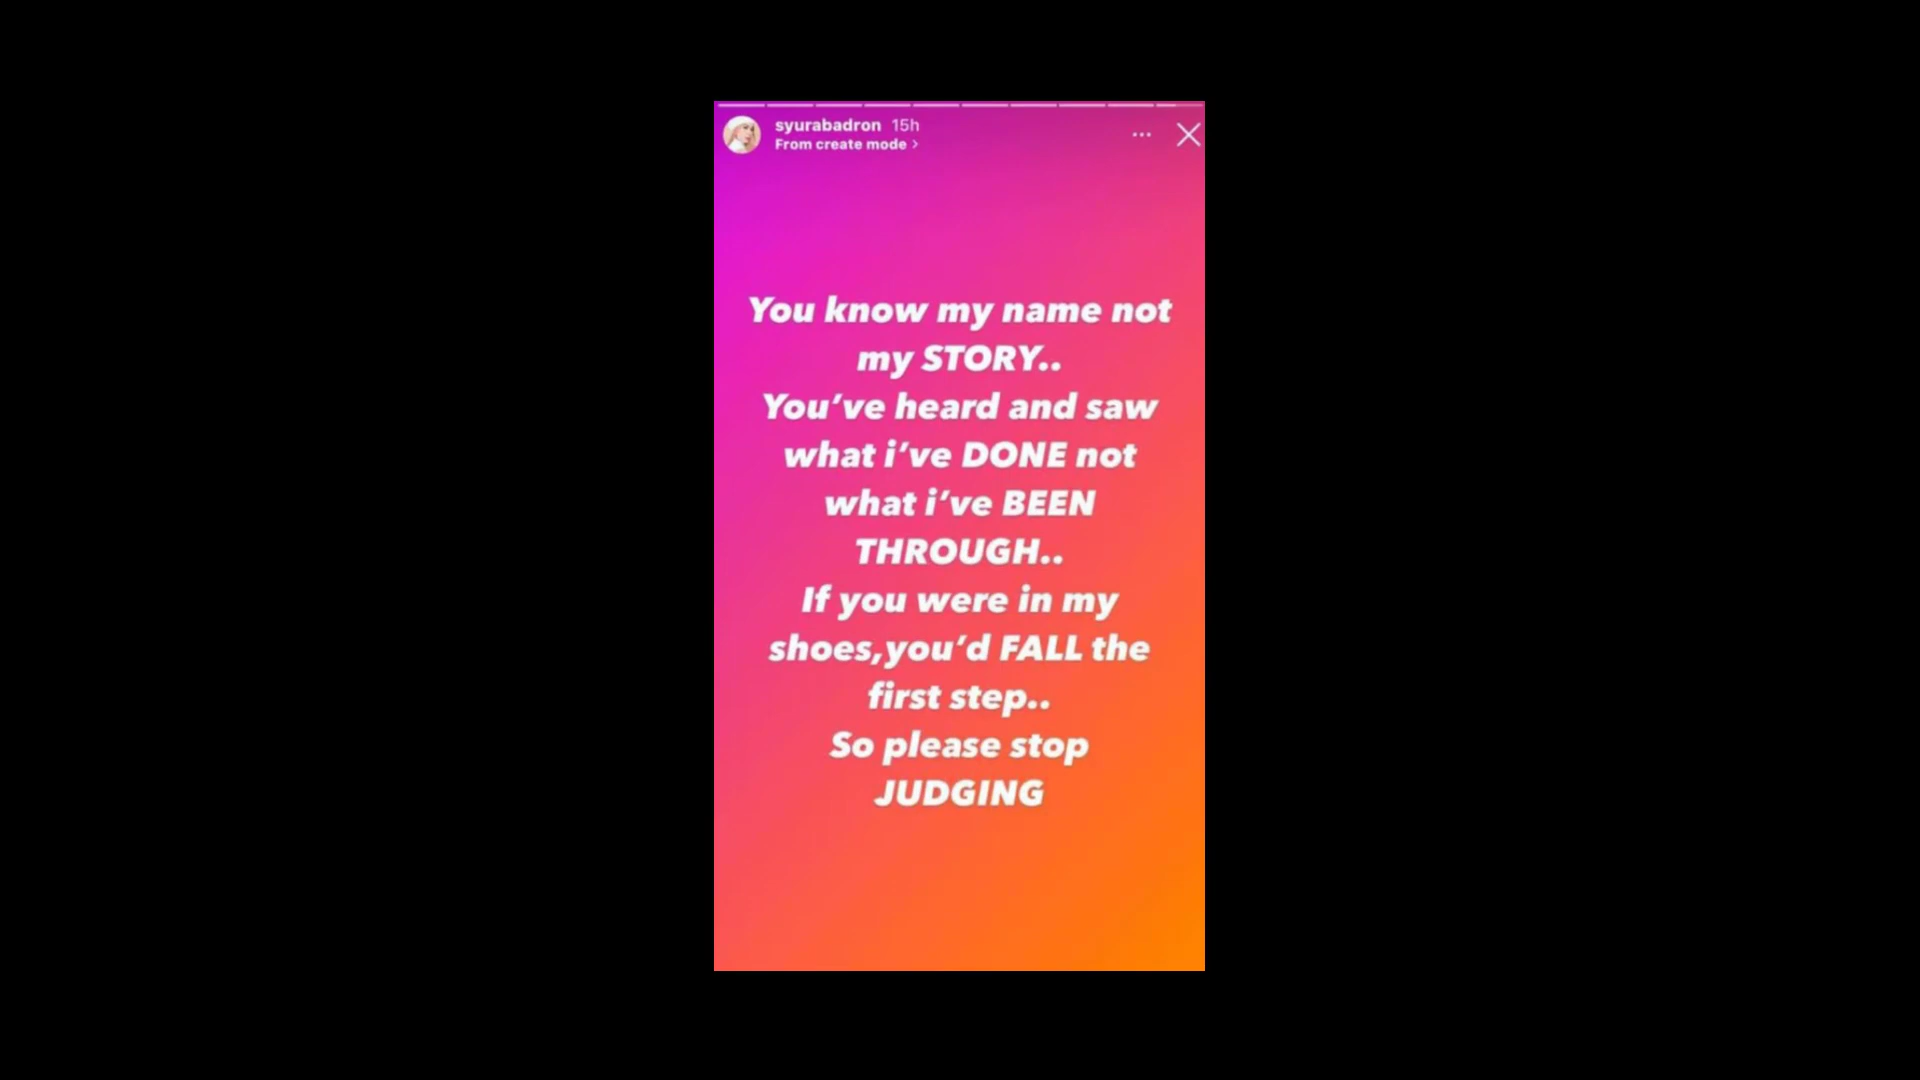 syurabadron 15h
From create mode >
You know my name not
my STORY..
You've heard and saw
what i've DONE not
what i've BEEN
THROUGH..
If you were in my
shoes,you'd FALL the
first step..
So please stop
JUDGING